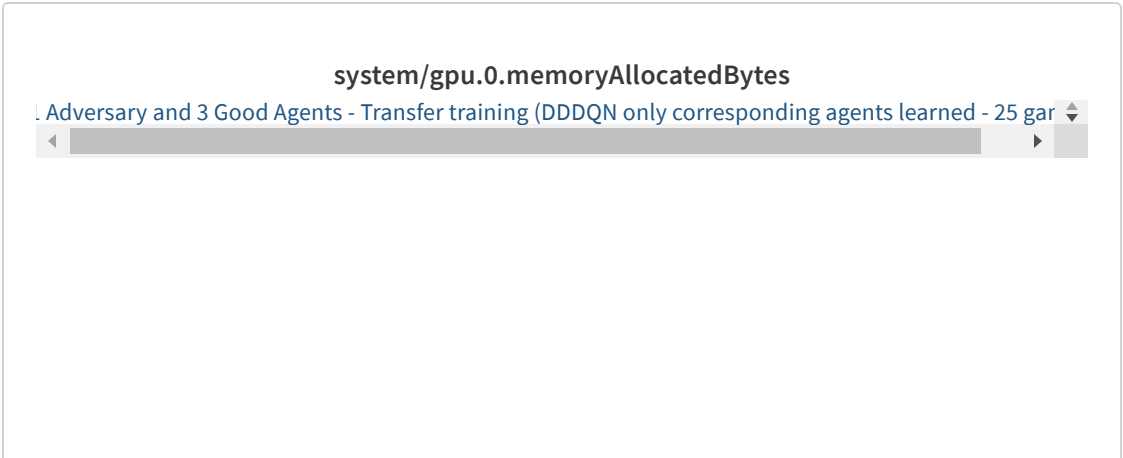 system/gpu.0.memoryAllocatedBytes
Adversary and 3 Good Agents - Transfer training (DDDQN only corresponding agents learned - 25